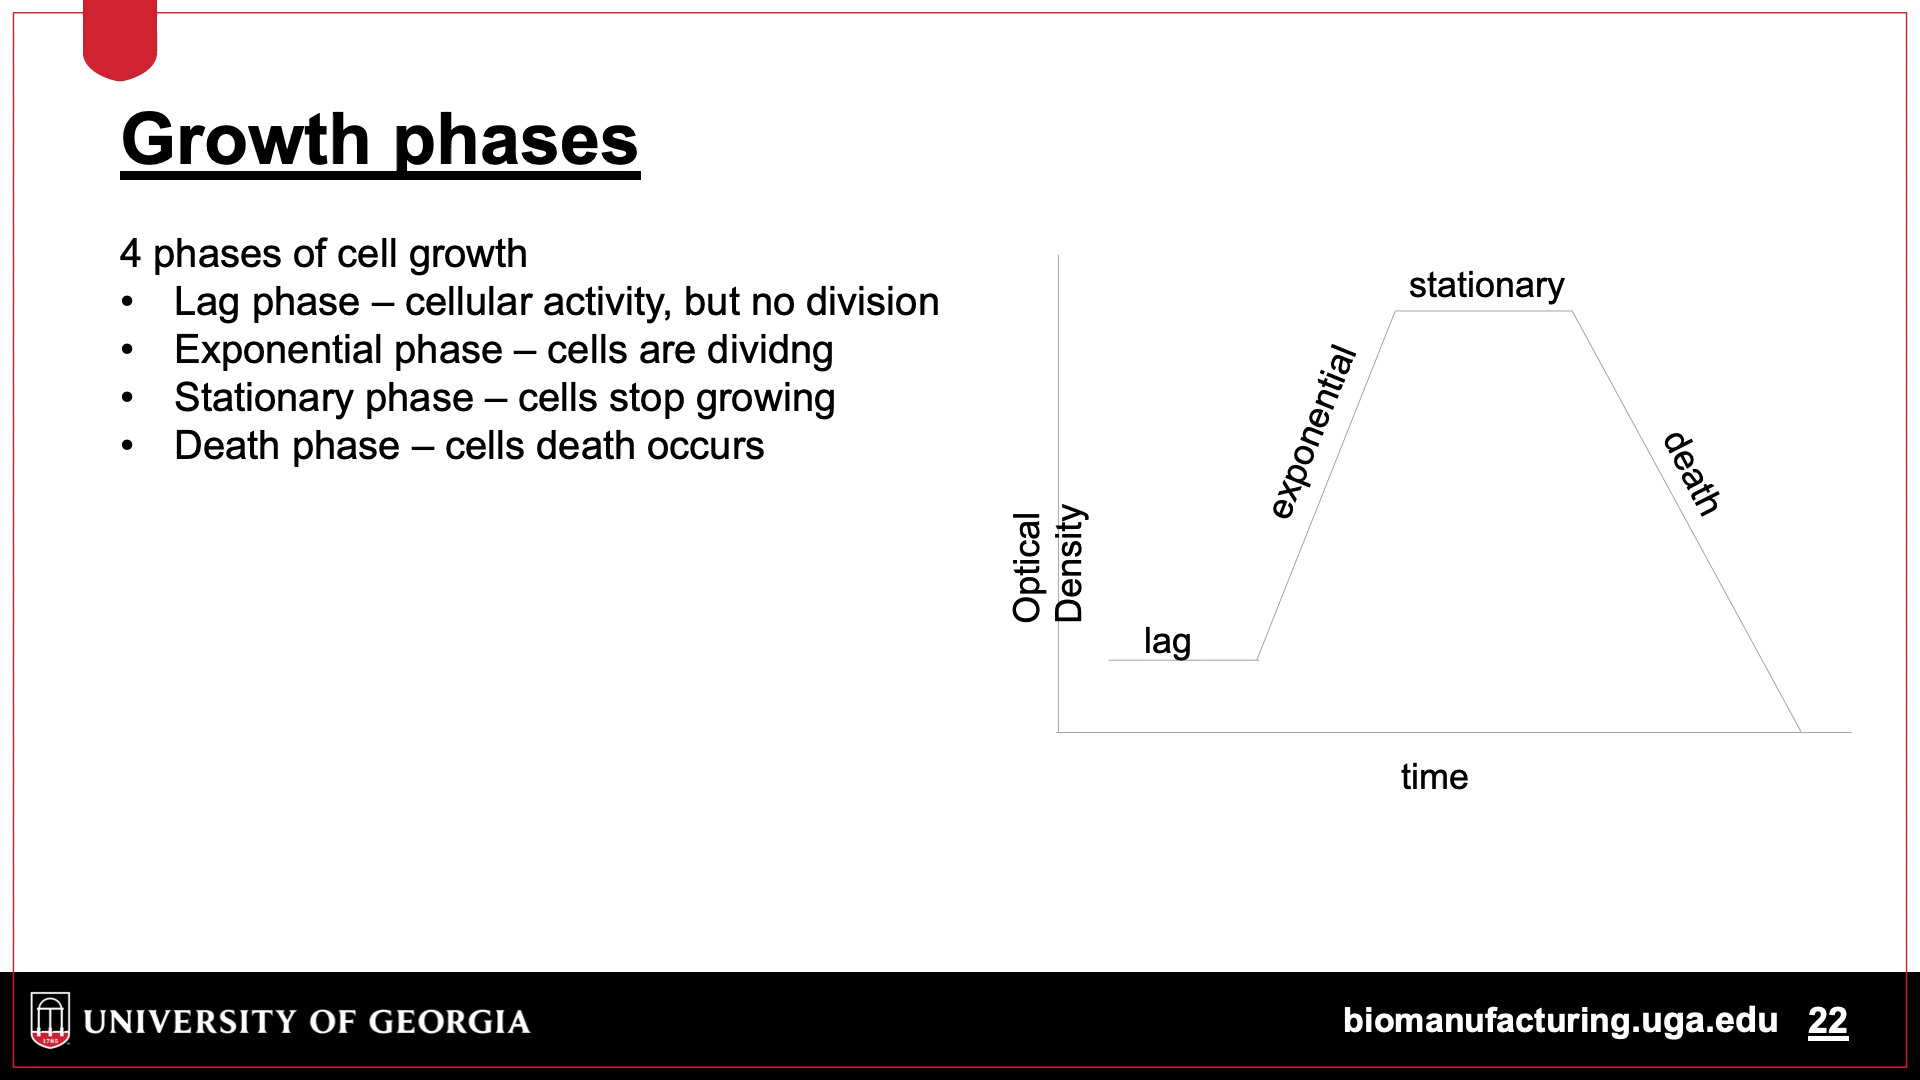 Growth phases
4 phases of cell growth
• Lag phase – cellular activity, but no division
• Exponential phase – cells are dividng
• Stationary phase – cells stop growing
• Death phase – cells death occurs
stationary
exponential
death
Optical
Density
lag
time
1785
UNIVERSITY OF GEORGIA
biomanufacturing.uga.edu 22